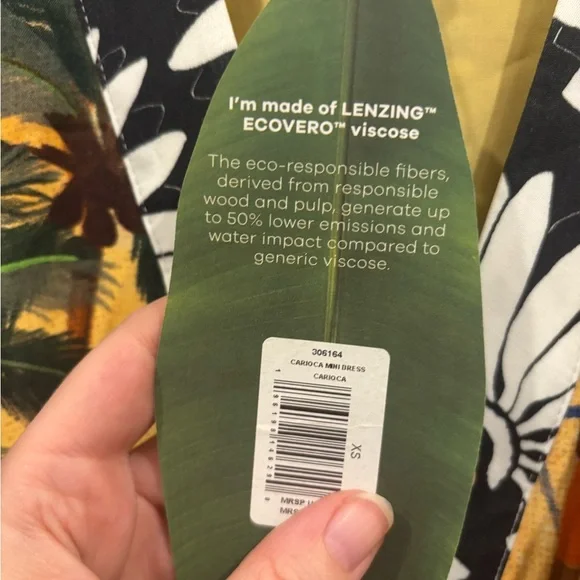 I'm made of LENZING™
ECOVERO™ viscose
The eco-responsible fibers,
derived from responsible
wood and pulp, generate up
to 50% lower emissions and
water impact compared to
generic viscose.
306164
CARIOCA MINI DRESS
CARIOCA
XS
MRSP